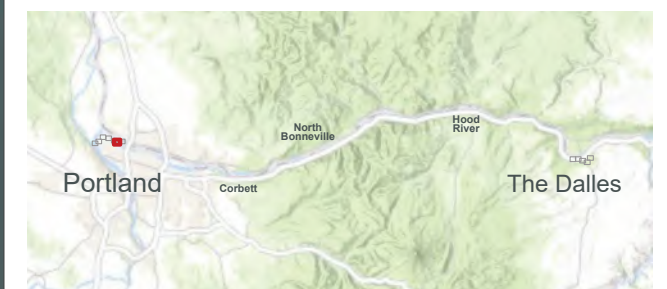 North
Bonneville
Hood
River
Portland
Corbett
The Dalles